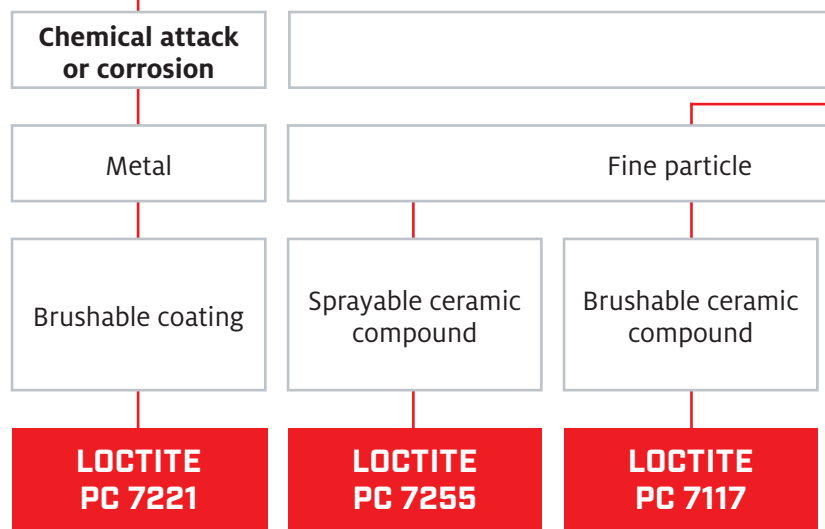 Chemical attack
or corrosion
Metal
Fine particle
Brushable coating
Sprayable ceramic
compound
Brushable ceramic
compound
LOCTITE
PC 7221
LOCTITE
PC 7255
LOCTITE
PC 7117